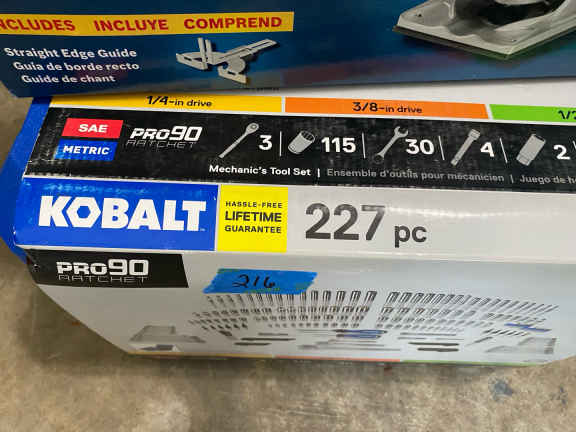 INCLUDES INCLUYE COMPREND
Straight Edge Guide
Guía de borde recto
Guide de chant
1/4-in drive 3/8-in drive
SAE
METRIC
PRO90
RATCHET
3 115 30 4 2
Mechanic's Tool Set | Ensemble d'outils pour mécanicien | Juego de
KOBALT
HASSLE-FREE
LIFETIME
GUARANTEE
227 pc
PRO90
RATCHET
216